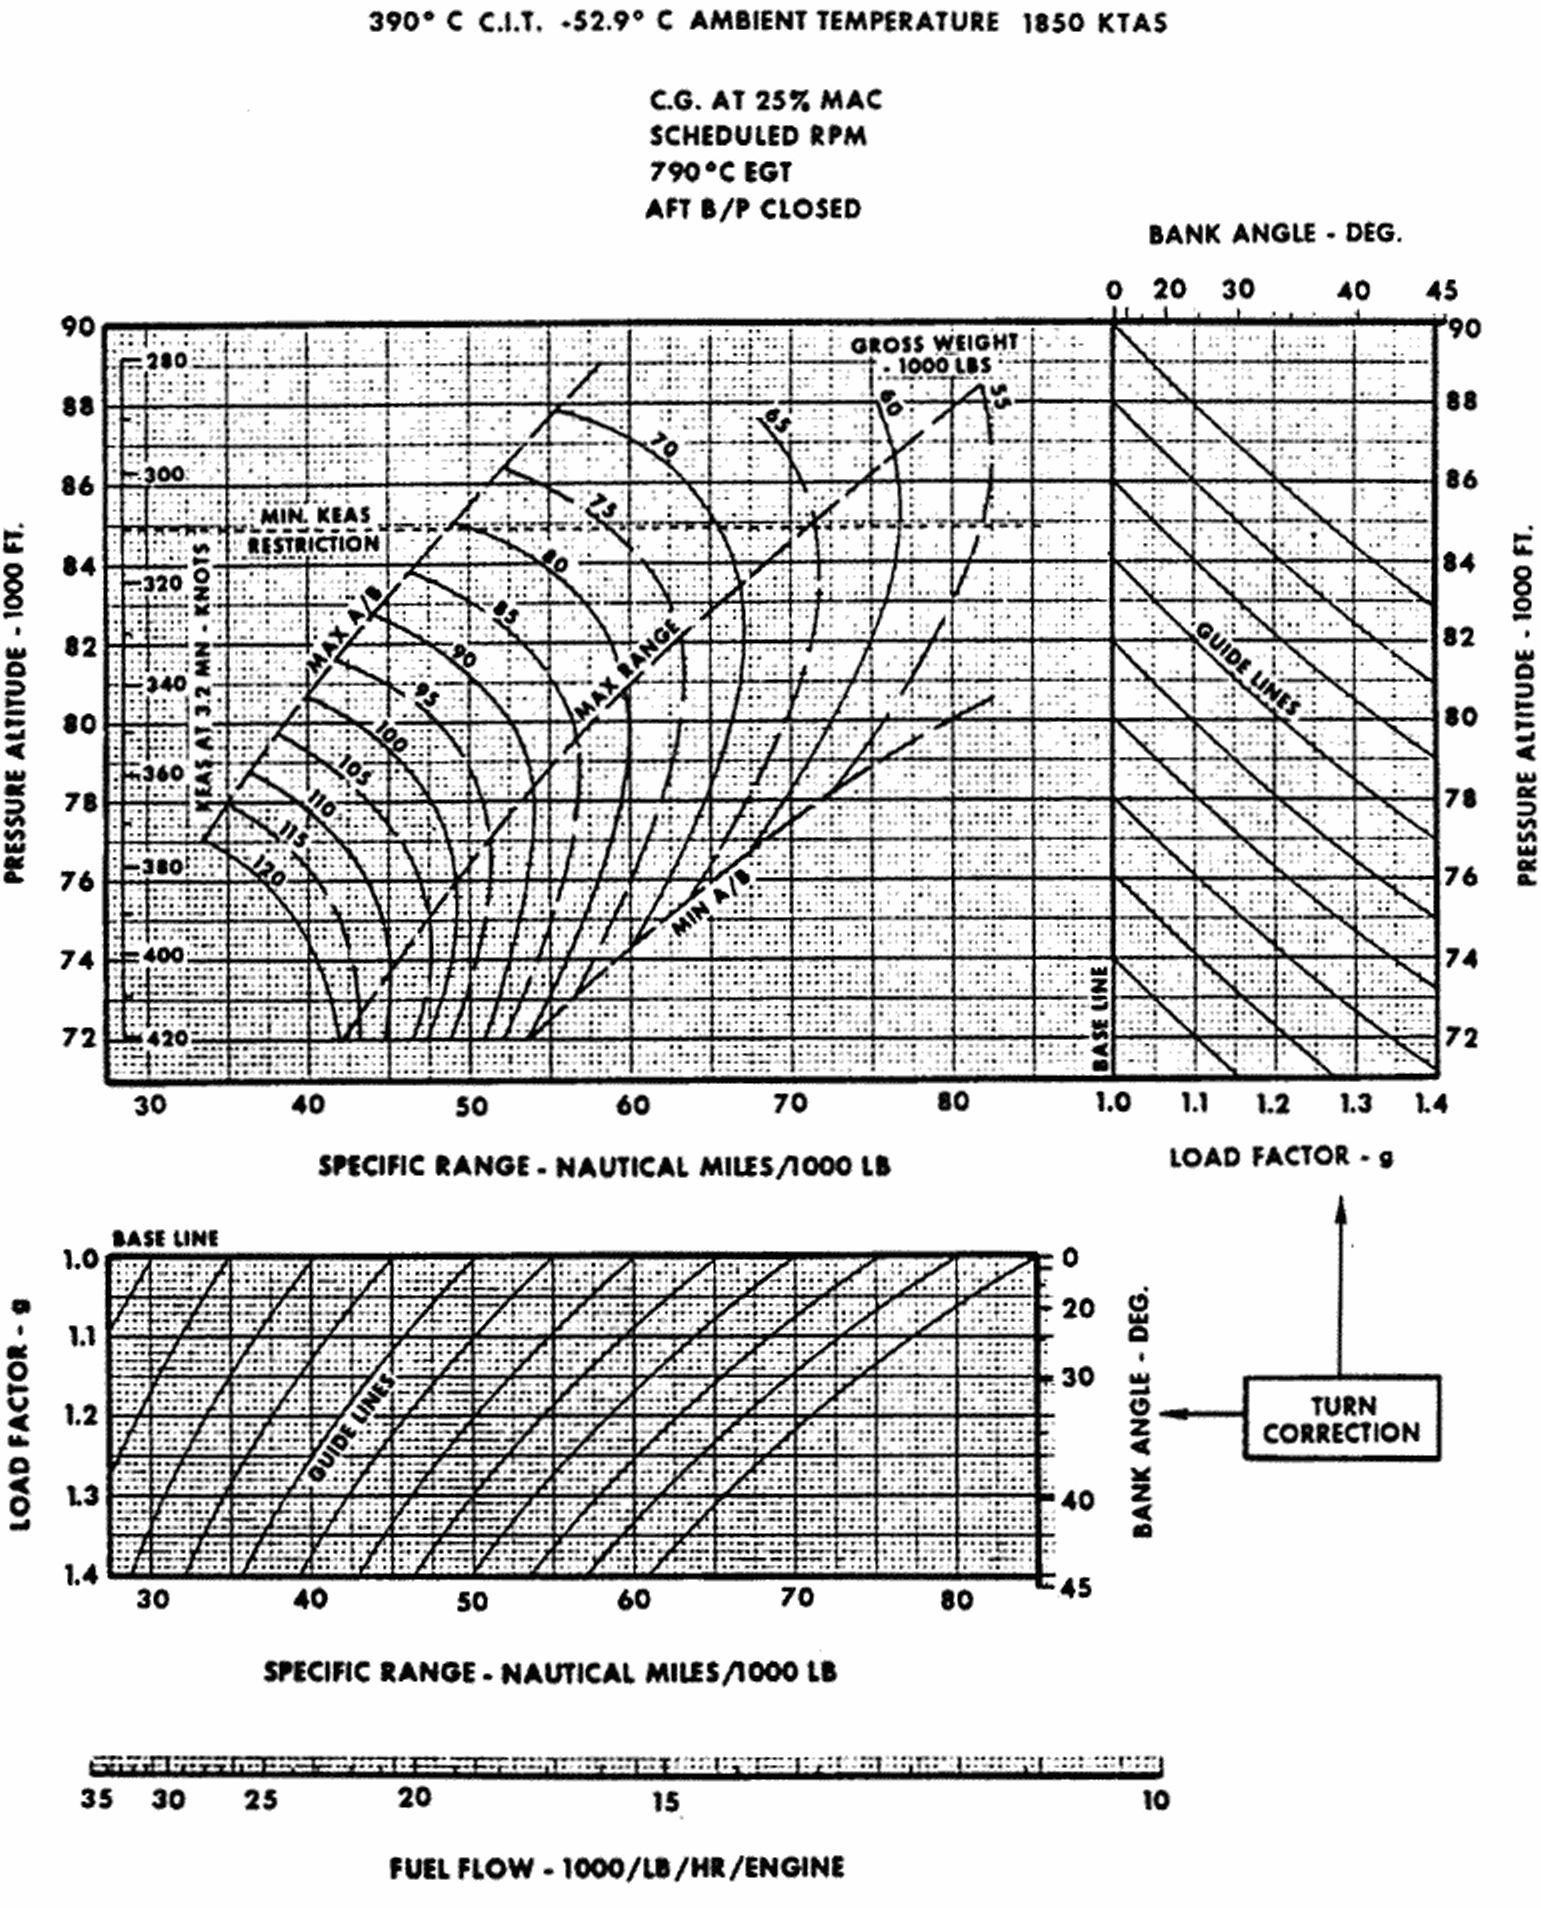 390° C C.I.T. -52.9° C AMBIENT TEMPERATURE 1850 KTAS
C.G. AT 25% MAC
SCHEDULED RPM
790°C EGT
AFT B/P CLOSED
BANK ANGLE - DEG.
0 20 30 40 45
GROSS WEIGHT
- 1000 LBS
90
88
86
84
82
80
78
76
74
72
PRESSURE ALTITUDE - 1000 FT.
280
300
320
340
360
380
400
420
KEAS AT 3.2 MN - KNOTS
MIN. KEAS
RESTRICTION
MAX A/B
MAX RANGE
MIN A/B
55
60
65
70
75
80
85
90
95
100
105
110
115
120
GUIDE LINES
BASE LINE
90
88
86
84
82
80
78
76
74
72
PRESSURE ALTITUDE - 1000 FT.
30 40 50 60 70 80 1.0 1.1 1.2 1.3 1.4
SPECIFIC RANGE - NAUTICAL MILES/1000 LB
LOAD FACTOR - g
BASE LINE
1.0
1.1
1.2
1.3
1.4
LOAD FACTOR - g
GUIDE LINES
0
20
30
40
45
BANK ANGLE - DEG.
TURN
CORRECTION
30 40 50 60 70 80
SPECIFIC RANGE - NAUTICAL MILES/1000 LB
35 30 25 20 15 10
FUEL FLOW - 1000/LB/HR/ENGINE